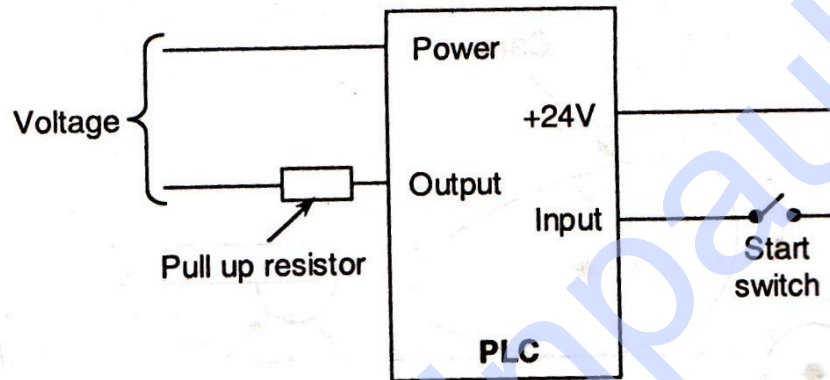 Power
Voltage
+24V
Output
Input
Pull up resistor
Start
switch
PLC